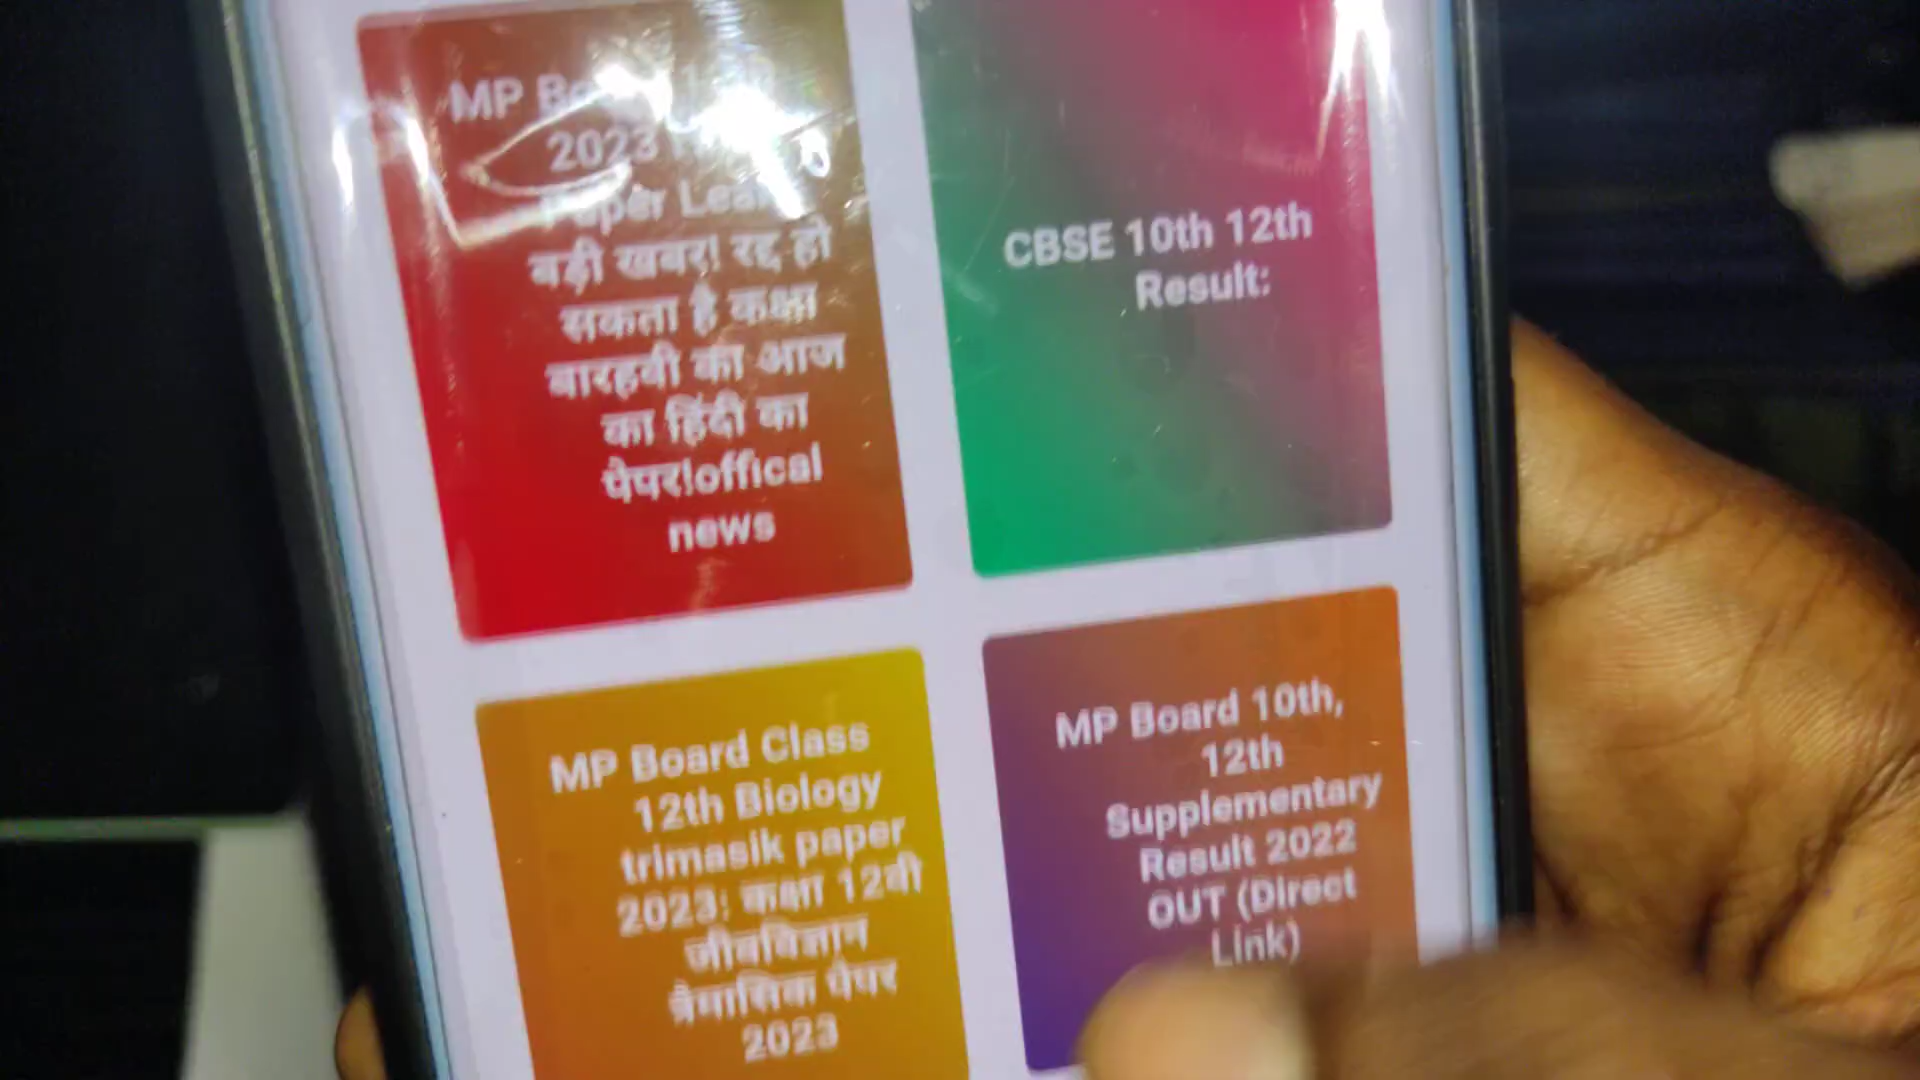 MP
2023
Paper
बड़ी खबर! रद्द हो
सकता है कक्षा
बारहवी का आज
का हिंदी का
पेपर!offical
news
CBSE 10th 12th
Result:
MP Board Class
12th Biology
trimasik paper
2023: कक्षा 12वी
जीवविज्ञान
त्रैमासिक पेपर
2023
MP Board 10th,
12th
Supplementary
Result 2022
OUT (Direct
Link)